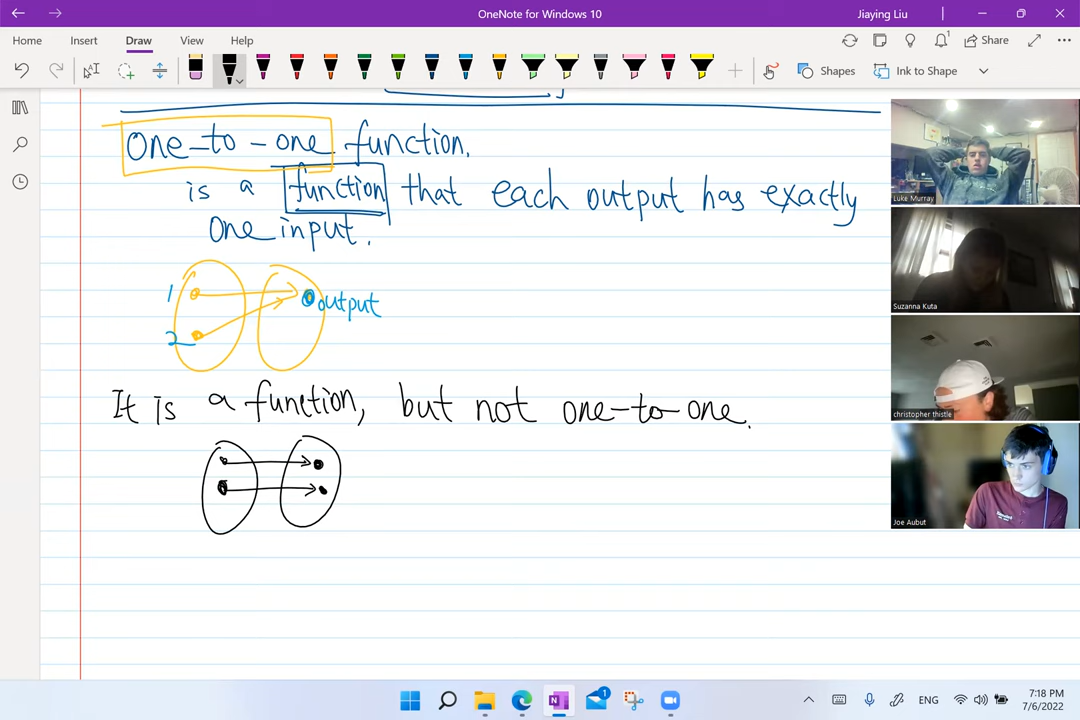 OneNote for Windows 10
Jiaying Liu
Home Insert Draw View Help
Share
Shapes
Ink to Shape
One-to-one function.
is a function that each output has exactly
one input.
1
output
2
It is a function, but not one-to-one.
Luke Murray
Suzanna Kuta
christopher thistle
Joe Aubut
1
ENG
7:18 PM
7/6/2022